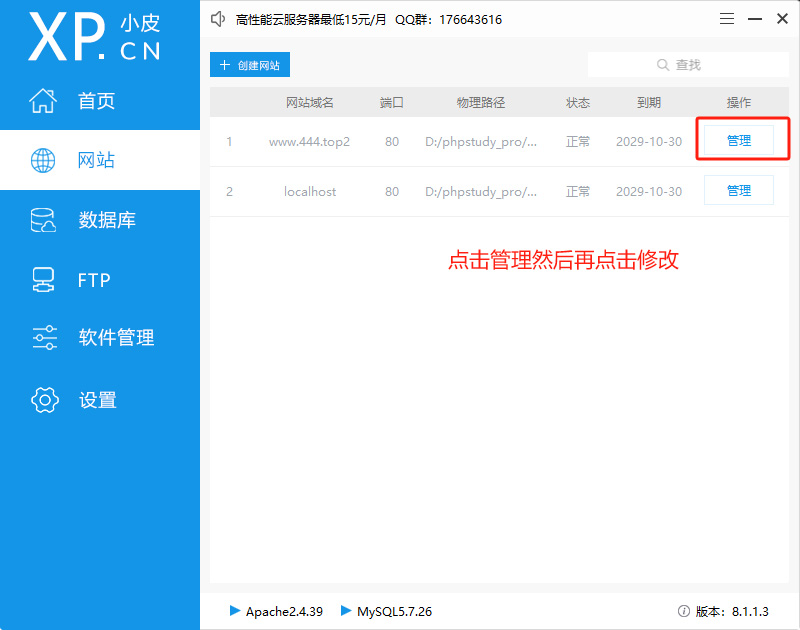 XP.CN 小皮
高性能云服务器最低15元/月 QQ群：176643616
首页
网站
数据库
FTP
软件管理
设置
+ 创建网站
查找
网站域名 端口 物理路径 状态 到期 操作
1 www.444.top2 80 D:/phpstudy_pro/... 正常 2029-10-30 管理
2 localhost 80 D:/phpstudy_pro/... 正常 2029-10-30 管理
点击管理然后再点击修改
Apache2.4.39 MySQL5.7.26 版本：8.1.1.3